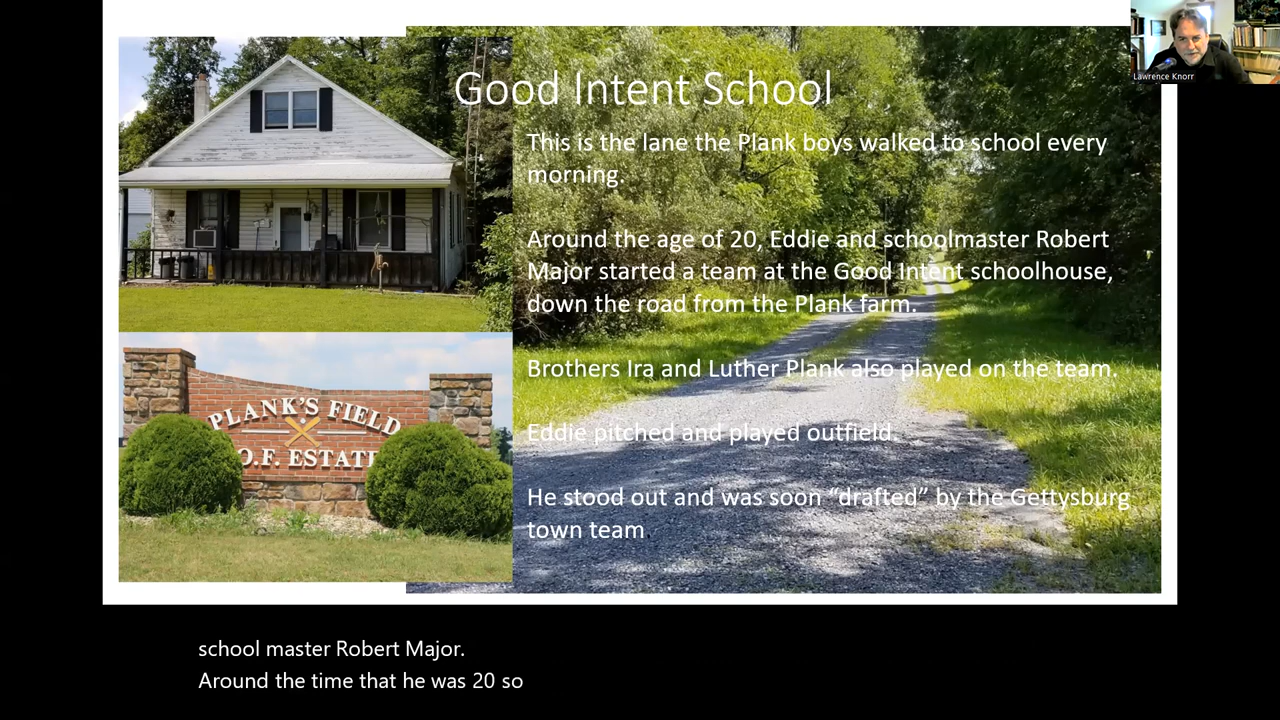 Lawrence Knorr
Good Intent School
This is the lane the Plank boys walked to school every
morning.
Around the age of 20, Eddie and schoolmaster Robert
Major started a team at the Good Intent schoolhouse,
down the road from the Plank farm.
Brothers Ira and Luther Plank also played on the team.
Eddie pitched and played outfield.
He stood out and was soon “drafted” by the Gettysburg
town team.
PLANK'S FIELD
O.F. ESTATE
school master Robert Major.
Around the time that he was 20 so